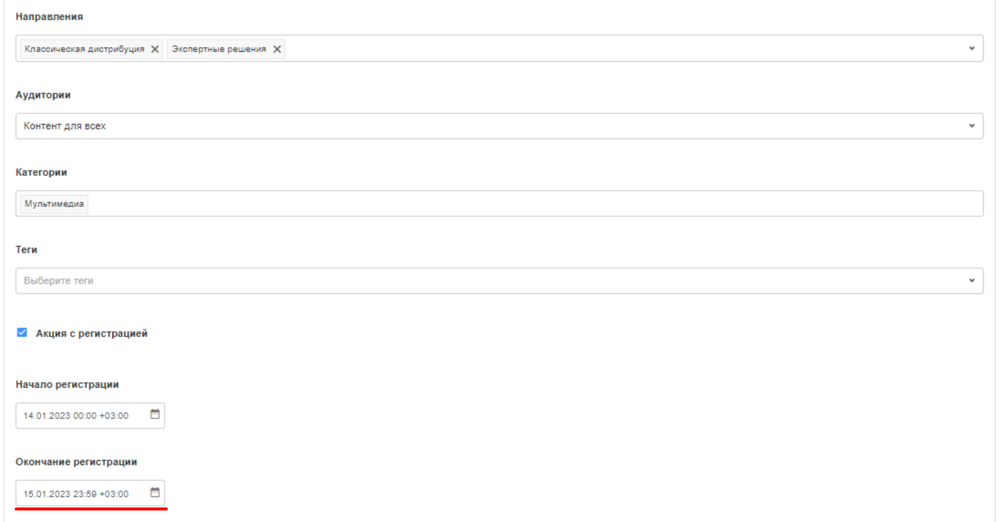 Направления
Классическая дистрибуция Экспертные решения
Аудитории
Контент для всех
Категории
Мультимедиа
Теги
Выберите теги
Акция с регистрацией
Начало регистрации
14.01.2023 00:00 +03:00
Окончание регистрации
15.01.2023 23:59 +03:00